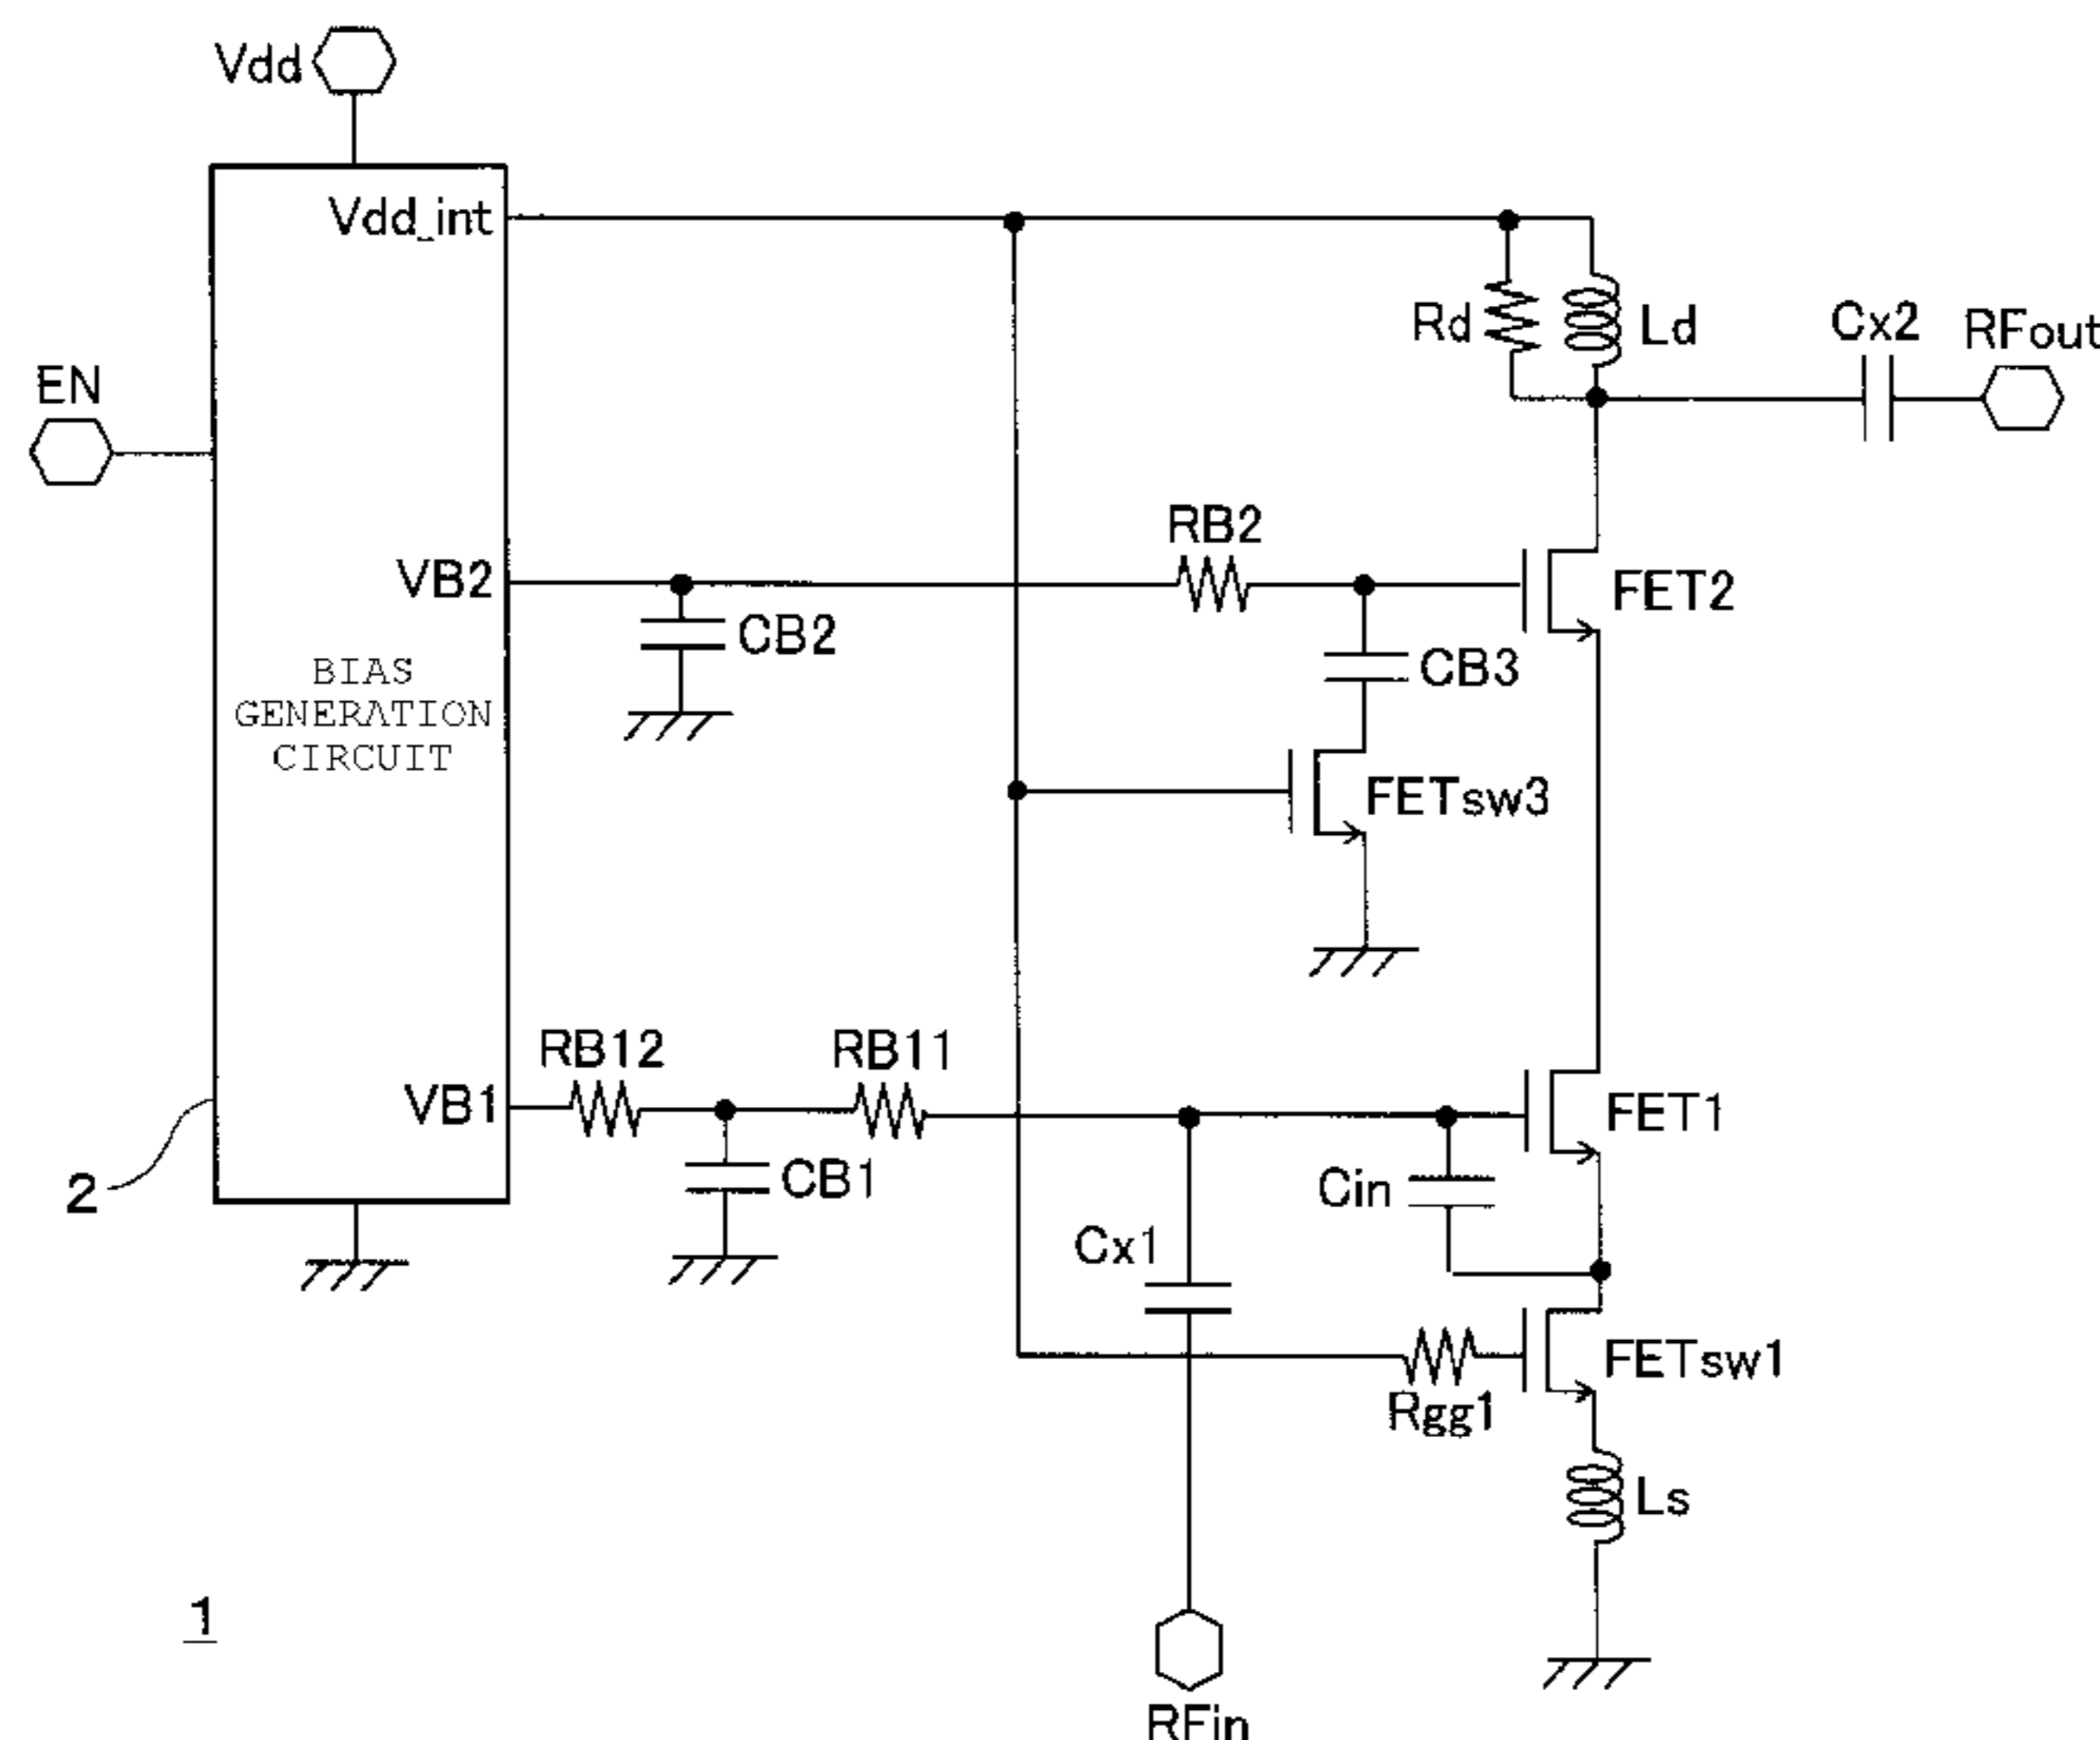 Vdd
Vdd_int
Rd
Ld
Cx2
RFout
EN
RB2
VB2
FET2
CB2
CB3
BIAS
GENERATION
CIRCUIT
FETsw3
RB12
RB11
VB1
FET1
2
CB1
Cin
Cx1
FETsw1
Rgg1
Ls
1
RFin